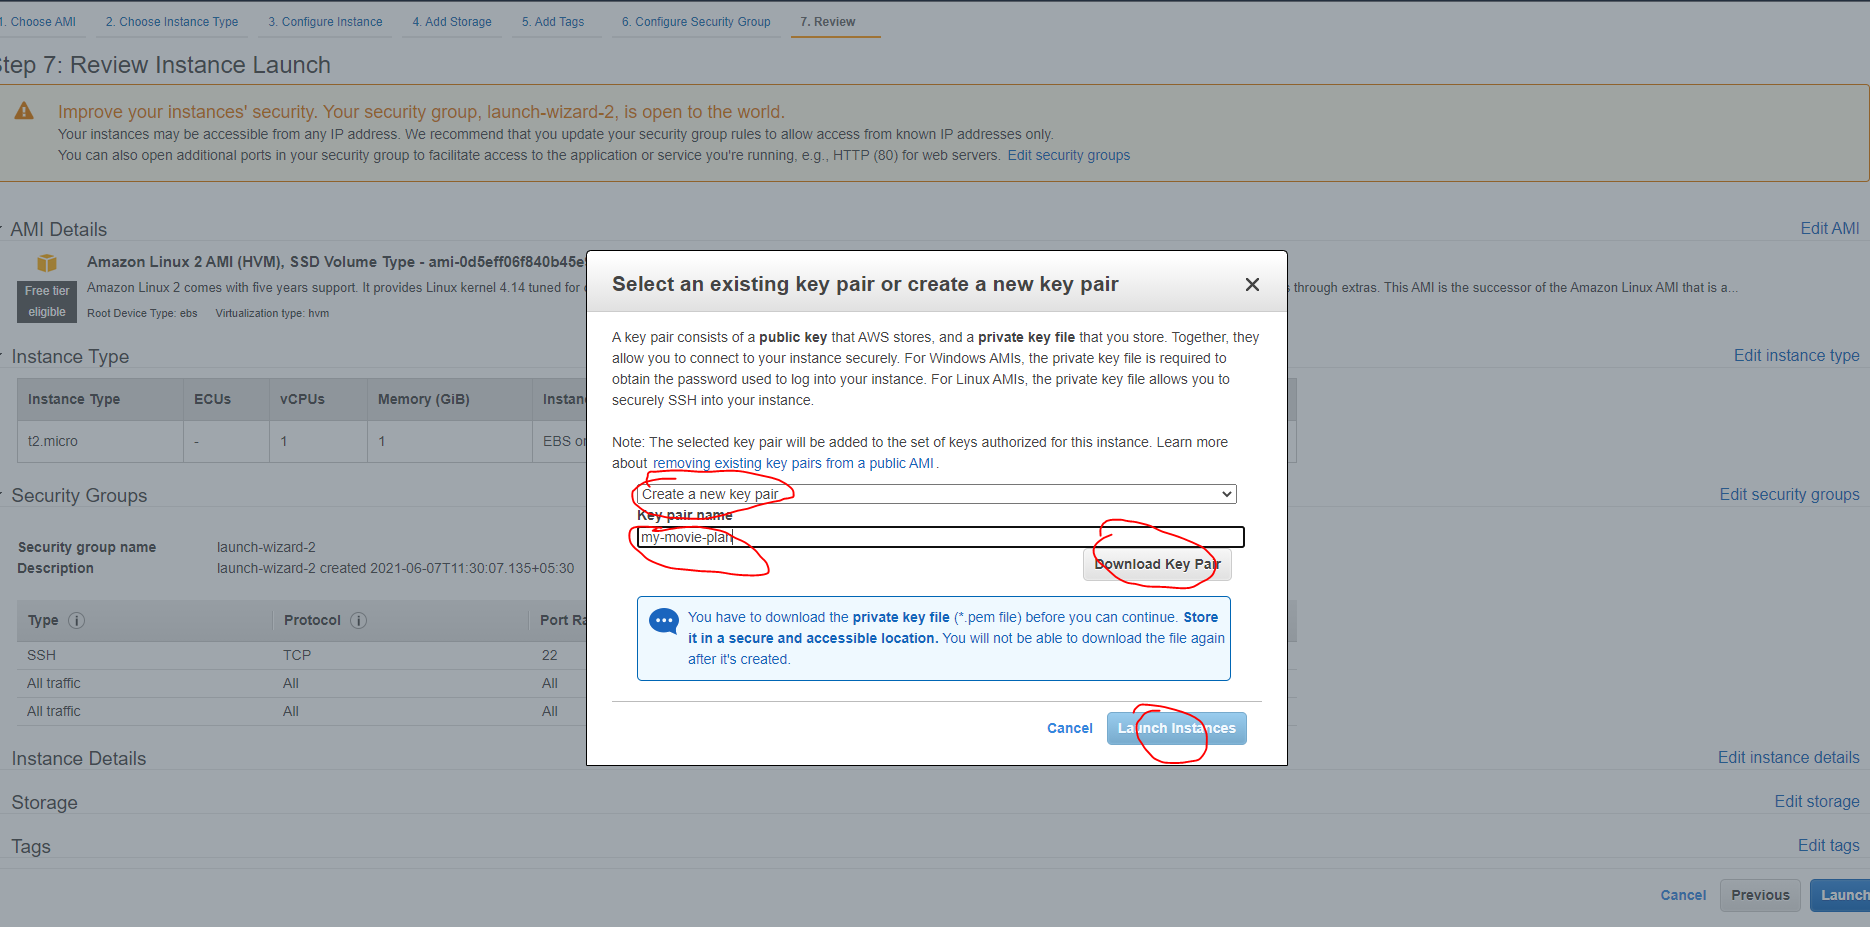 1. Choose AMI
2. Choose Instance Type
3. Configure Instance
4. Add Storage
5. Add Tags
6. Configure Security Group
7. Review
Step 7: Review Instance Launch
Improve your instances' security. Your security group, launch-wizard-2, is open to the world.
Your instances may be accessible from any IP address. We recommend that you update your security group rules to allow access from known IP addresses only.
You can also open additional ports in your security group to facilitate access to the application or service you're running, e.g., HTTP (80) for web servers. Edit security groups
AMI Details
Edit AMI
Amazon Linux 2 AMI (HVM), SSD Volume Type - ami-0d5eff06f840b45e
Free tier
eligible
Amazon Linux 2 comes with five years support. It provides Linux kernel 4.14 tuned for
through extras. This AMI is the successor of the Amazon Linux AMI that is a...
Root Device Type: ebs Virtualization type: hvm
Instance Type
Edit instance type
Instance Type ECUs vCPUs Memory (GiB) Instan
t2.micro - 1 1 EBS on
Security Groups
Edit security groups
Security group name launch-wizard-2
Description launch-wizard-2 created 2021-06-07T11:30:07.135+05:30
Type Protocol Port Ra
SSH TCP 22
All traffic All All
All traffic All All
Instance Details
Edit instance details
Storage
Edit storage
Tags
Edit tags
Cancel Previous Launch
Select an existing key pair or create a new key pair
A key pair consists of a public key that AWS stores, and a private key file that you store. Together, they
allow you to connect to your instance securely. For Windows AMIs, the private key file is required to
obtain the password used to log into your instance. For Linux AMIs, the private key file allows you to
securely SSH into your instance.
Note: The selected key pair will be added to the set of keys authorized for this instance. Learn more
about removing existing key pairs from a public AMI.
Create a new key pair
Key pair name
my-movie-plan
Download Key Pair
You have to download the private key file (*.pem file) before you can continue. Store
it in a secure and accessible location. You will not be able to download the file again
after it's created.
Cancel Launch Instances